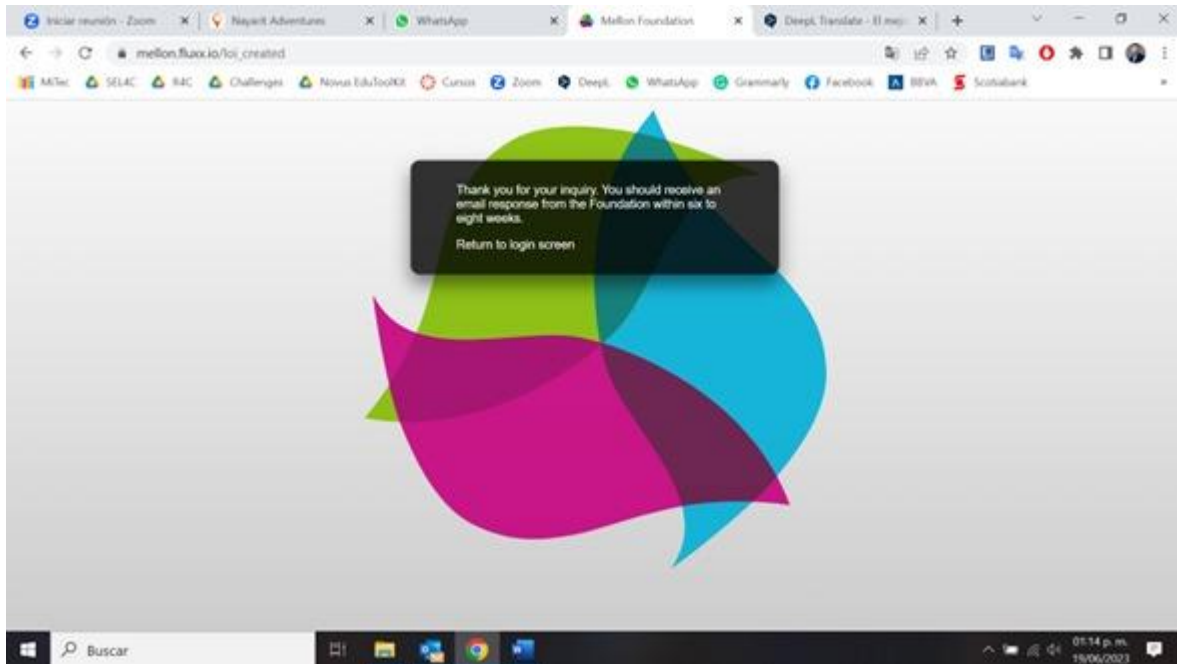 Iniciar reunión - Zoom
Nayarit Adventures
WhatsApp
Mellon Foundation
DeepL Translate - El mej
mellon.fluxx.io/loi_created
MiTec
SEL4C
R4C
Challenges
Novus EduToolKit
Cursos
Zoom
DeepL
WhatsApp
Grammarly
Facebook
BBVA
Scotiabank
Thank you for your inquiry. You should receive an
email response from the Foundation within six to
eight weeks.
Return to login screen
Buscar
01:14 p. m.
19/06/2023